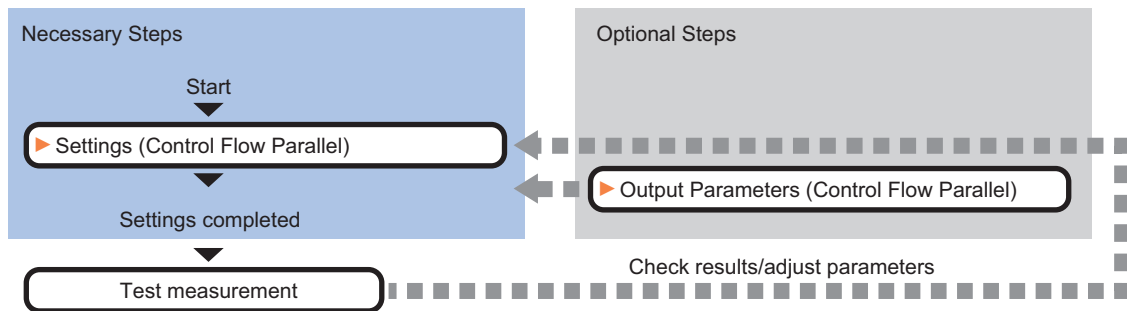 Necessary Steps
Optional Steps
Start
Settings (Control Flow Parallel)
Output Parameters (Control Flow Parallel)
Settings completed
Check results/adjust parameters
Test measurement